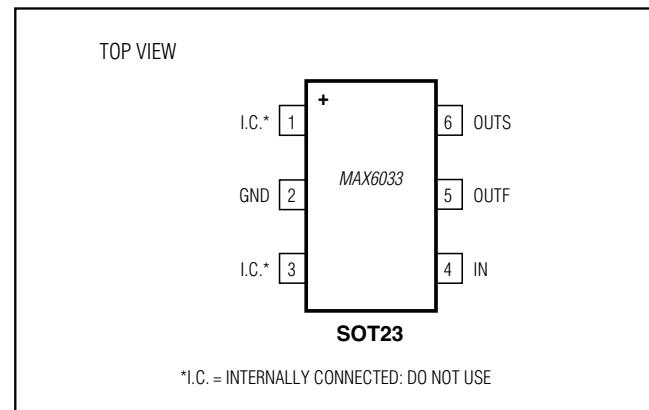 TOP VIEW
+
I.C.* 1 6 OUTS
MAX6033
GND 2 5 OUTF
I.C.* 3 4 IN
SOT23
*I.C. = INTERNALLY CONNECTED: DO NOT USE